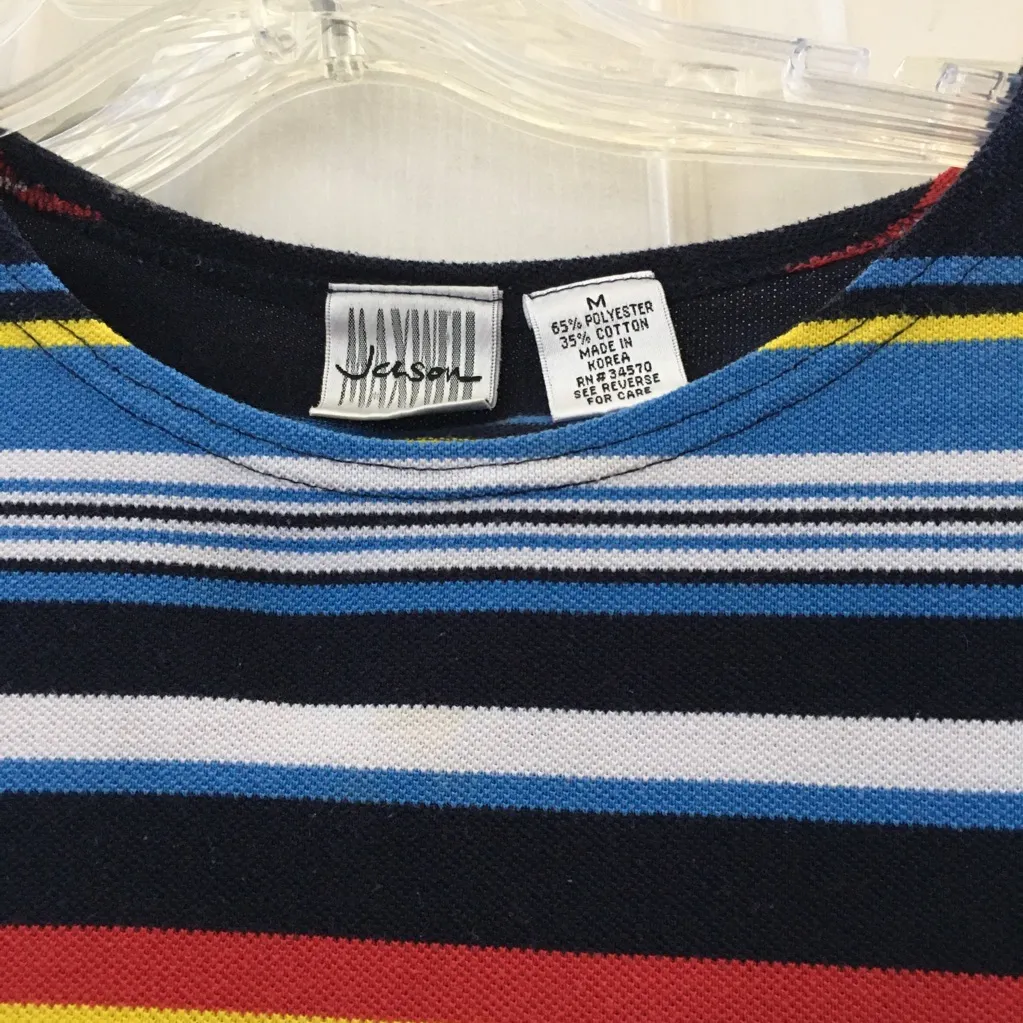 Jason
M
65% POLYESTER
35% COTTON
MADE IN
KOREA
RN#34570
SEE REVERSE
FOR CARE